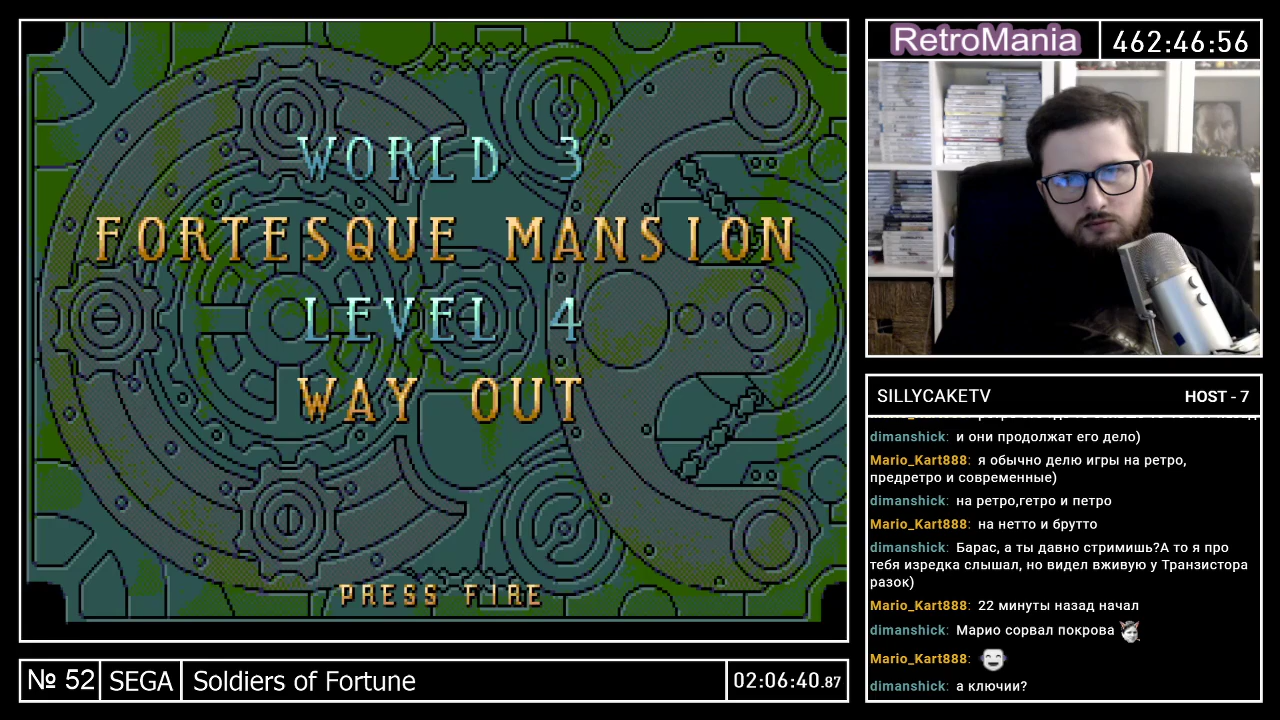 WORLD 3
FORTESQUE MANSION
LEVEL 4
WAY OUT
PRESS FIRE
№ 52
SEGA
Soldiers of Fortune
02:06:40.87
RetroMania
462:46:56
SILLYCAKETV
HOST - 7
dimanshick: и они продолжат его дело)
Mario_Kart888: я обычно делю игры на ретро,
предретро и современные)
dimanshick: на ретро,гетро и петро
Mario_Kart888: на нетто и брутто
dimanshick: Барас, а ты давно стримишь?А то я про
тебя изредка слышал, но видел вживую у Транзистора
разок)
Mario_Kart888: 22 минуты назад начал
dimanshick: Марио сорвал покрова
Mario_Kart888:
dimanshick: а ключии?